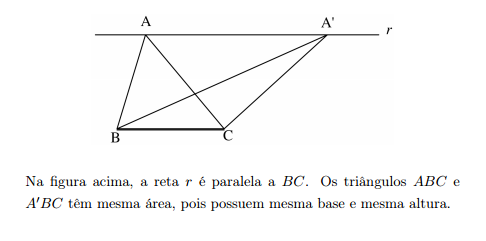 A
A'
r
B
C
Na figura acima, a reta r é paralela a BC. Os triângulos ABC e
A'BC têm mesma área, pois possuem mesma base e mesma altura.